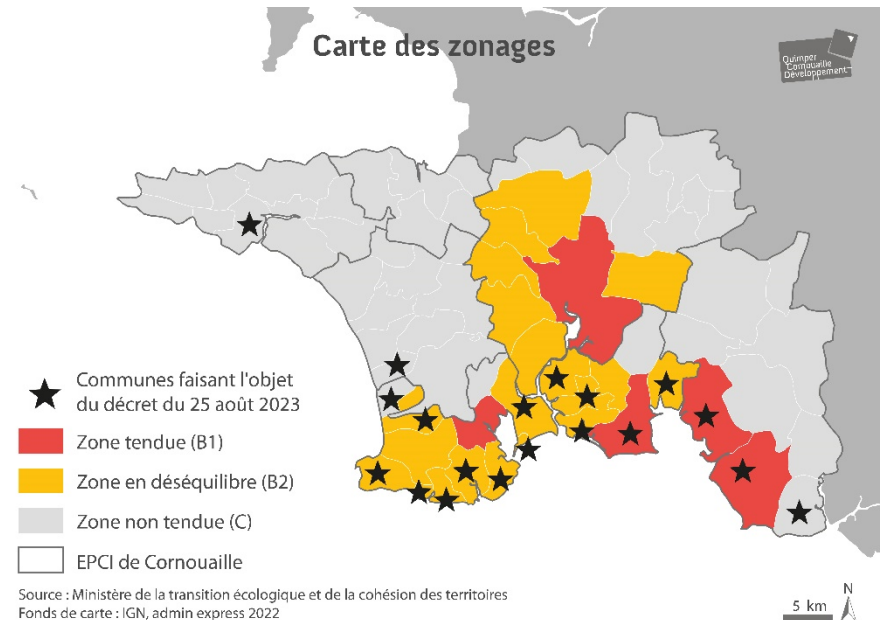 Carte des zonages
Quimper
Cornouaille
Développement
Communes faisant l'objet
du décret du 25 août 2023
Zone tendue (B1)
Zone en déséquilibre (B2)
Zone non tendue (C)
EPCI de Cornouaille
Source : Ministère de la transition écologique et de la cohésion des territoires
Fonds de carte : IGN, admin express 2022
5 km
N